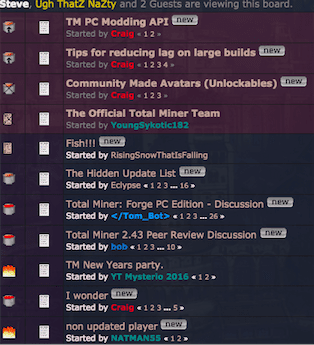 Steve, Ugh ThatZ NaZty and 2 Guests are viewing this board.
TM PC Modding API new
Started by Craig « 1 2 »
Tips for reducing lag on large builds new
Started by Craig « 1 2 3 4 »
Community Made Avatars (Unlockables) new
Started by Craig « 1 2 3 »
The Official Total Miner Team
Started by YoungSykotic182
Fish!!! new
Started by RisingSnowThatIsFalling
The Hidden Update List new
Started by Eclypse « 1 2 3 ... 16 »
Total Miner: Forge PC Edition - Discussion new
Started by </Tom_Bot> « 1 2 3 ... 26 »
Total Miner 2.43 Peer Review Discussion new
Started by bob « 1 2 3 ... 10 »
TM New Years party.
Started by YT Mysterio 2016 « 1 2 »
I wonder new
Started by Craig « 1 2 3 ... 5 »
non updated player new
Started by NATMAN55 « 1 2 »